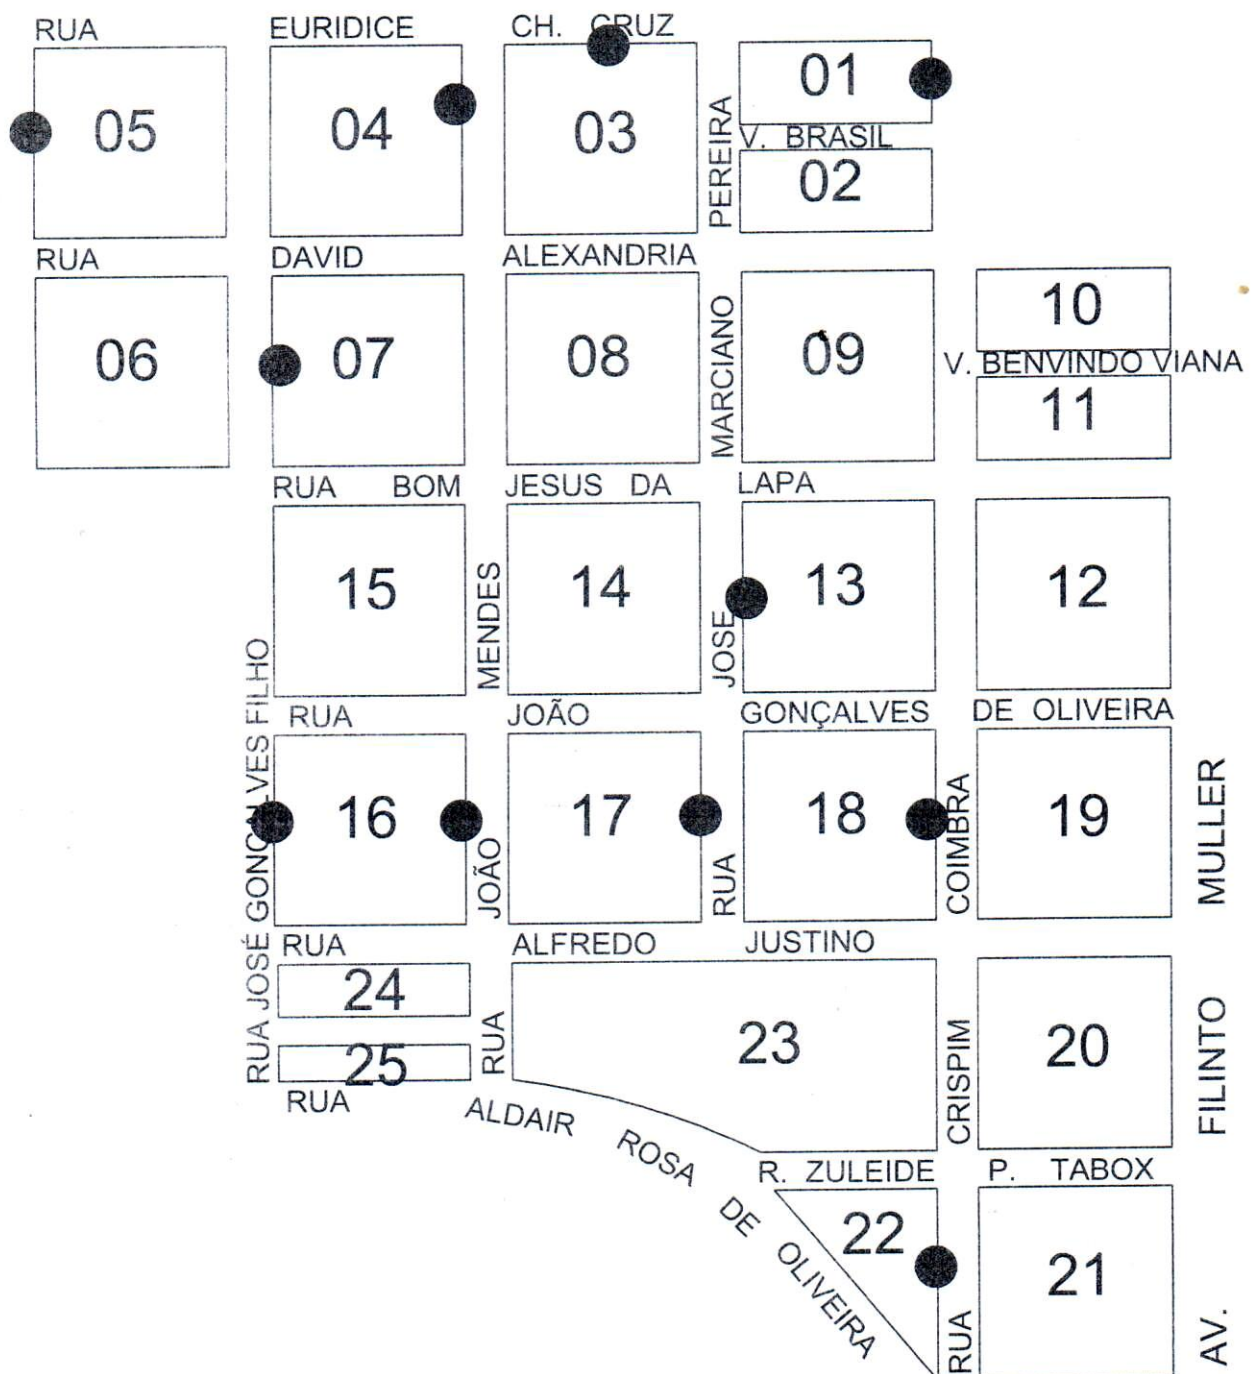 RUA EURIDICE CH. CRUZ
05 04 03 01
V. BRASIL
02
RUA DAVID ALEXANDRIA
06 07 08 09 10
V. BENVINDO VIANA
11
RUA BOM JESUS DA LAPA
15 14 13 12
RUA JOÃO GONÇALVES DE OLIVEIRA
16 17 18 19
RUA ALFREDO JUSTINO
24 23 20
25
RUA ALDAIR ROSA DE OLIVEIRA
R. ZULEIDE P. TABOX
22 21
RUA JOSÉ GONÇALVES FILHO
RUA JOÃO MENDES
RUA JOSE MARCIANO PEREIRA
RUA CRISPIM COIMBRA
AV. FILINTO MULLER